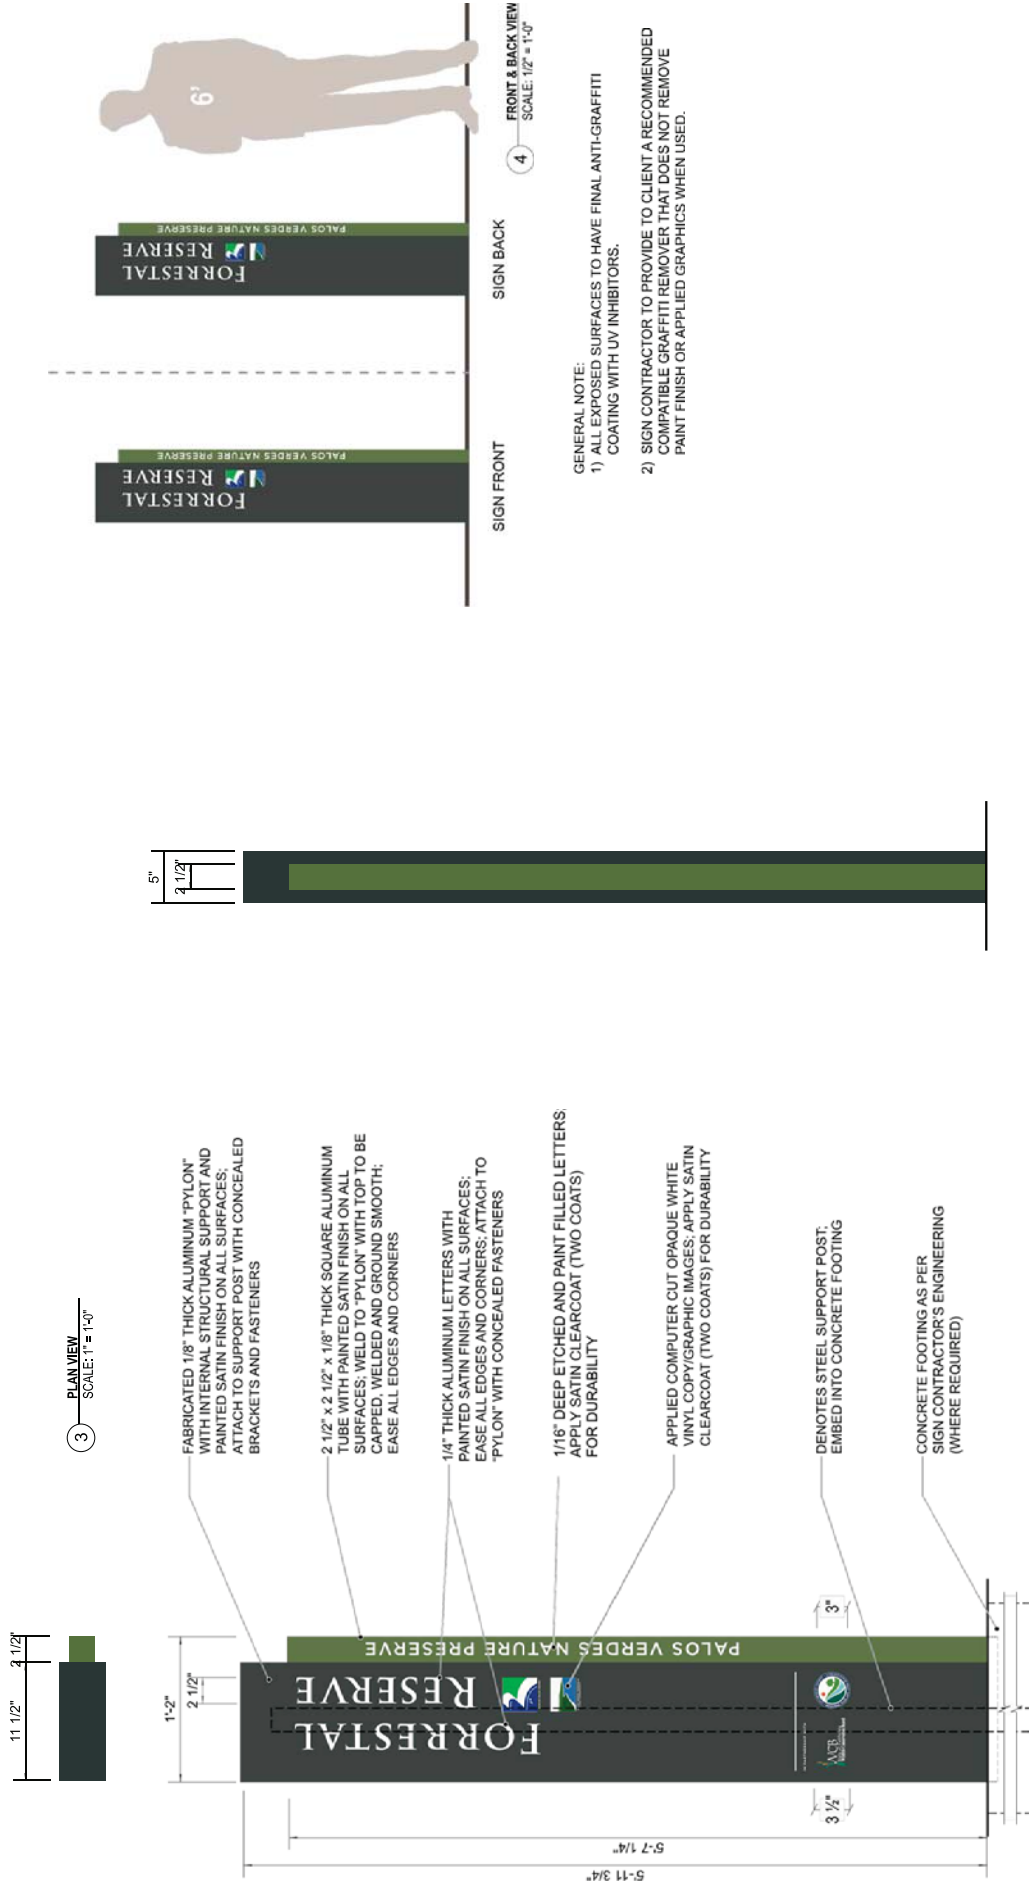 11 1/2"
2 1/2"
3
PLAN VIEW
SCALE: 1" = 1'-0"
1'-2"
2 1/2"
5'-11 3/4"
5'-7 1/4"
FORRESTAL
RESERVE
PALOS VERDES NATURE PRESERVE
3 ½"
3"
FABRICATED 1/8" THICK ALUMINUM "PYLON"
WITH INTERNAL STRUCTURAL SUPPORT AND
PAINTED SATIN FINISH ON ALL SURFACES;
ATTACH TO SUPPORT POST WITH CONCEALED
BRACKETS AND FASTENERS
2 1/2" x 2 1/2" x 1/8" THICK SQUARE ALUMINUM
TUBE WITH PAINTED SATIN FINISH ON ALL
SURFACES; WELD TO "PYLON" WITH TOP TO BE
CAPPED, WELDED AND GROUND SMOOTH;
EASE ALL EDGES AND CORNERS
1/4" THICK ALUMINUM LETTERS WITH
PAINTED SATIN FINISH ON ALL SURFACES;
EASE ALL EDGES AND CORNERS; ATTACH TO
"PYLON" WITH CONCEALED FASTENERS
1/16" DEEP ETCHED AND PAINT FILLED LETTERS;
APPLY SATIN CLEARCOAT (TWO COATS)
FOR DURABILITY
APPLIED COMPUTER CUT OPAQUE WHITE
VINYL COPY/GRAPHIC IMAGES; APPLY SATIN
CLEARCOAT (TWO COATS) FOR DURABILITY
DENOTES STEEL SUPPORT POST;
EMBED INTO CONCRETE FOOTING
CONCRETE FOOTING AS PER
SIGN CONTRACTOR'S ENGINEERING
(WHERE REQUIRED)
5"
2 1/2"
FORRESTAL
RESERVE
PALOS VERDES NATURE PRESERVE
SIGN FRONT
FORRESTAL
RESERVE
PALOS VERDES NATURE PRESERVE
SIGN BACK
6'
4
FRONT & BACK VIEW
SCALE: 1/2" = 1'-0"
GENERAL NOTE:
1) ALL EXPOSED SURFACES TO HAVE FINAL ANTI-GRAFFITI
COATING WITH UV INHIBITORS.
2) SIGN CONTRACTOR TO PROVIDE TO CLIENT A RECOMMENDED
COMPATIBLE GRAFFITI REMOVER THAT DOES NOT REMOVE
PAINT FINISH OR APPLIED GRAPHICS WHEN USED.